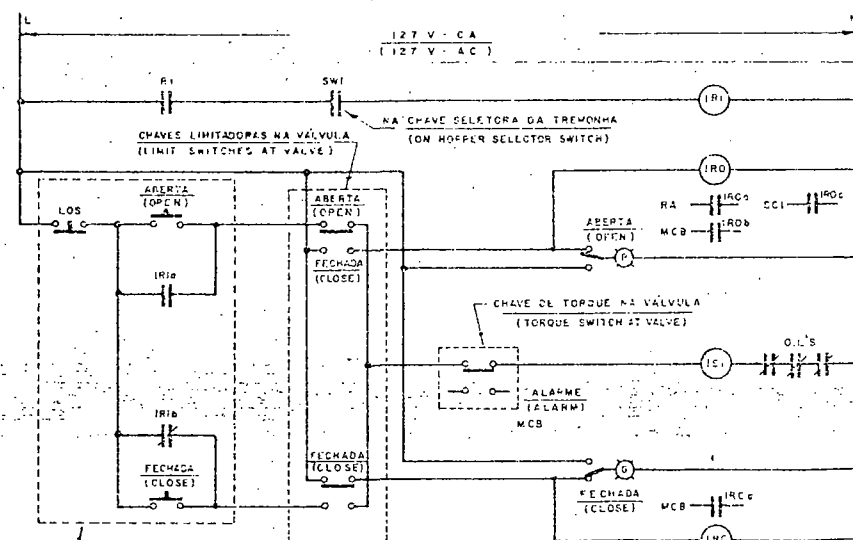 L
127 V - CA
(127 V - AC)
R1
SW1
IR1
NA CHAVE SELETORA DA TREMONHA
(ON HOPPER SELECTOR SWITCH)
CHAVES LIMITADORAS NA VÁLVULA
(LIMIT SWITCHES AT VALVE)
IRO
LOS
ABERTA
(OPEN)
ABERTA
(OPEN)
RA
IROa
SC1
IROc
MCB
IROb
ABERTA
(OPEN)
R
FECHADA
(CLOSE)
IR1a
CHAVE DE TORQUE NA VÁLVULA
(TORQUE SWITCH AT VALVE)
IS1
O.L'S
ALARME
(ALARM)
MCB
IR1b
FECHADA
(CLOSE)
FECHADA
(CLOSE)
G
FECHADA
(CLOSE)
MCB
IRCa
IRC